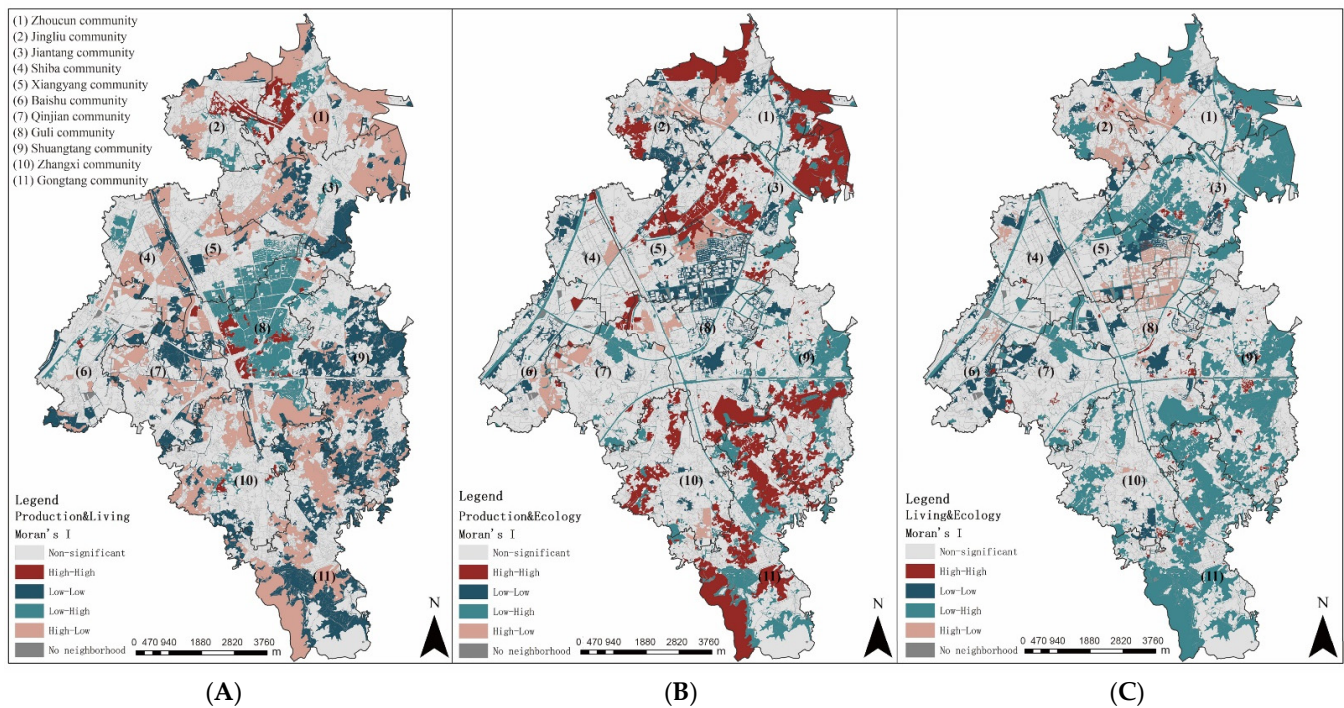 (1) Zhoucun community
(2) Jingliu community
(3) Jiantang community
(4) Shiba community
(5) Xiangyang community
(6) Baishu community
(7) Qinjian community
(8) Guli community
(9) Shuangtang community
(10) Zhangxi community
(11) Gongtang community
(1)
(2)
(3)
(4)
(5)
(6)
(7)
(8)
(9)
(10)
(11)
Legend
Production&Living
Moran's I
Non-significant
High-High
Low-Low
Low-High
High-Low
No neighborhood
0 470 940 1880 2820 3760
m
N
(1)
(2)
(3)
(4)
(5)
(6)
(7)
(8)
(9)
(10)
(11)
Legend
Production&Ecology
Moran's I
Non-significant
High-High
Low-Low
Low-High
High-Low
No neighborhood
0 470 940 1880 2820 3760
m
N
(1)
(2)
(3)
(4)
(5)
(6)
(7)
(8)
(9)
(10)
(11)
Legend
Living&Ecology
Moran's I
Non-significant
High-High
Low-Low
Low-High
High-Low
No neighborhood
0 470 940 1880 2820 3760
m
N
(A)
(B)
(C)